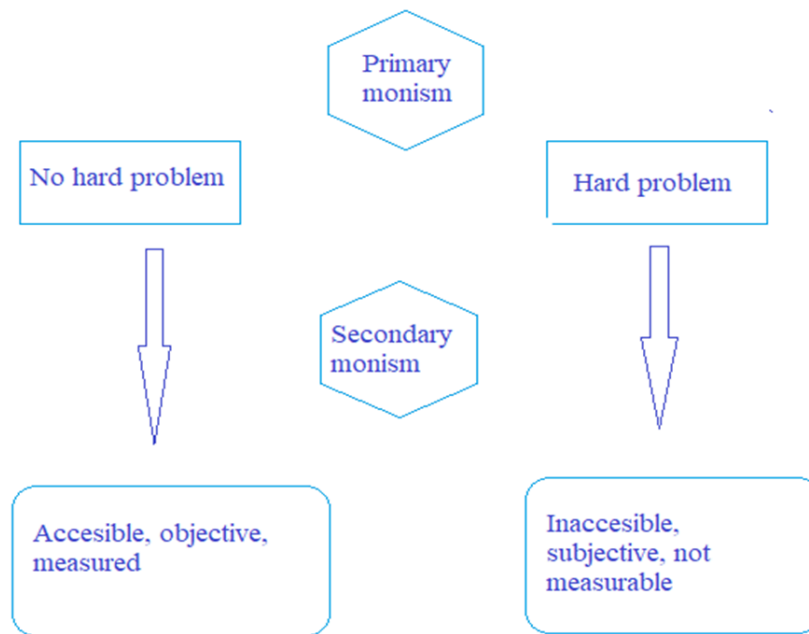 Primary
monism
No hard problem
Hard problem
Secondary
monism
Accesible, objective,
measured
Inaccesible,
subjective, not
measurable